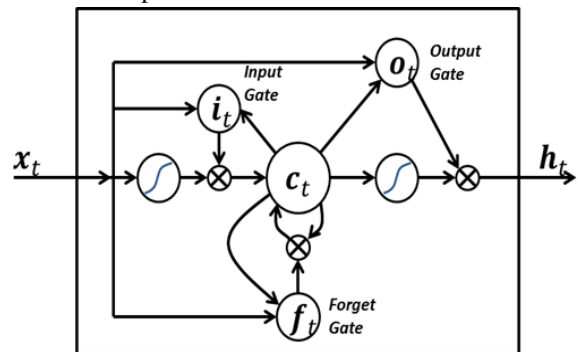 Output
Gate
o_t
Input
Gate
i_t
x_t
c_t
h_t
f_t
Forget
Gate